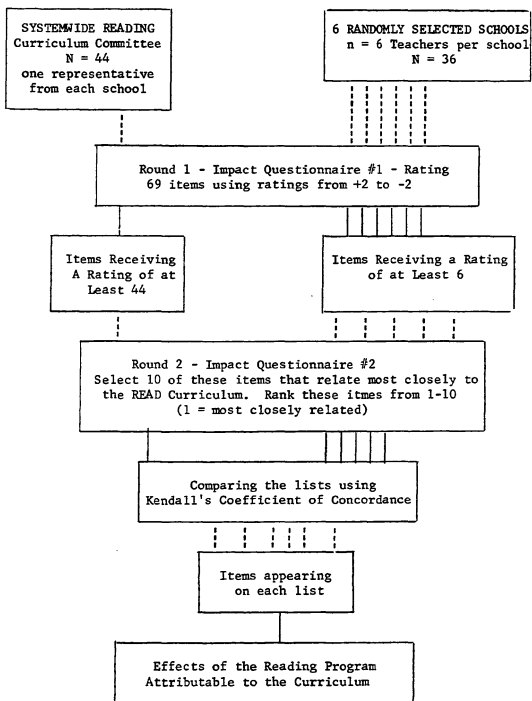 SYSTEMWIDE READING
Curriculum Committee
N = 44
one representative
from each school
6 RANDOMLY SELECTED SCHOOLS
n = 6 Teachers per school
N = 36
Round 1 - Impact Questionnaire #1 - Rating
69 items using ratings from +2 to -2
Items Receiving
A Rating of at
Least 44
Items Receiving a Rating
of at Least 6
Round 2 - Impact Questionnaire #2
Select 10 of these items that relate most closely to
the READ Curriculum. Rank these itmes from 1-10
(1 = most closely related)
Comparing the lists using
Kendall's Coefficient of Concordance
Items appearing
on each list
Effects of the Reading Program
Attributable to the Curriculum